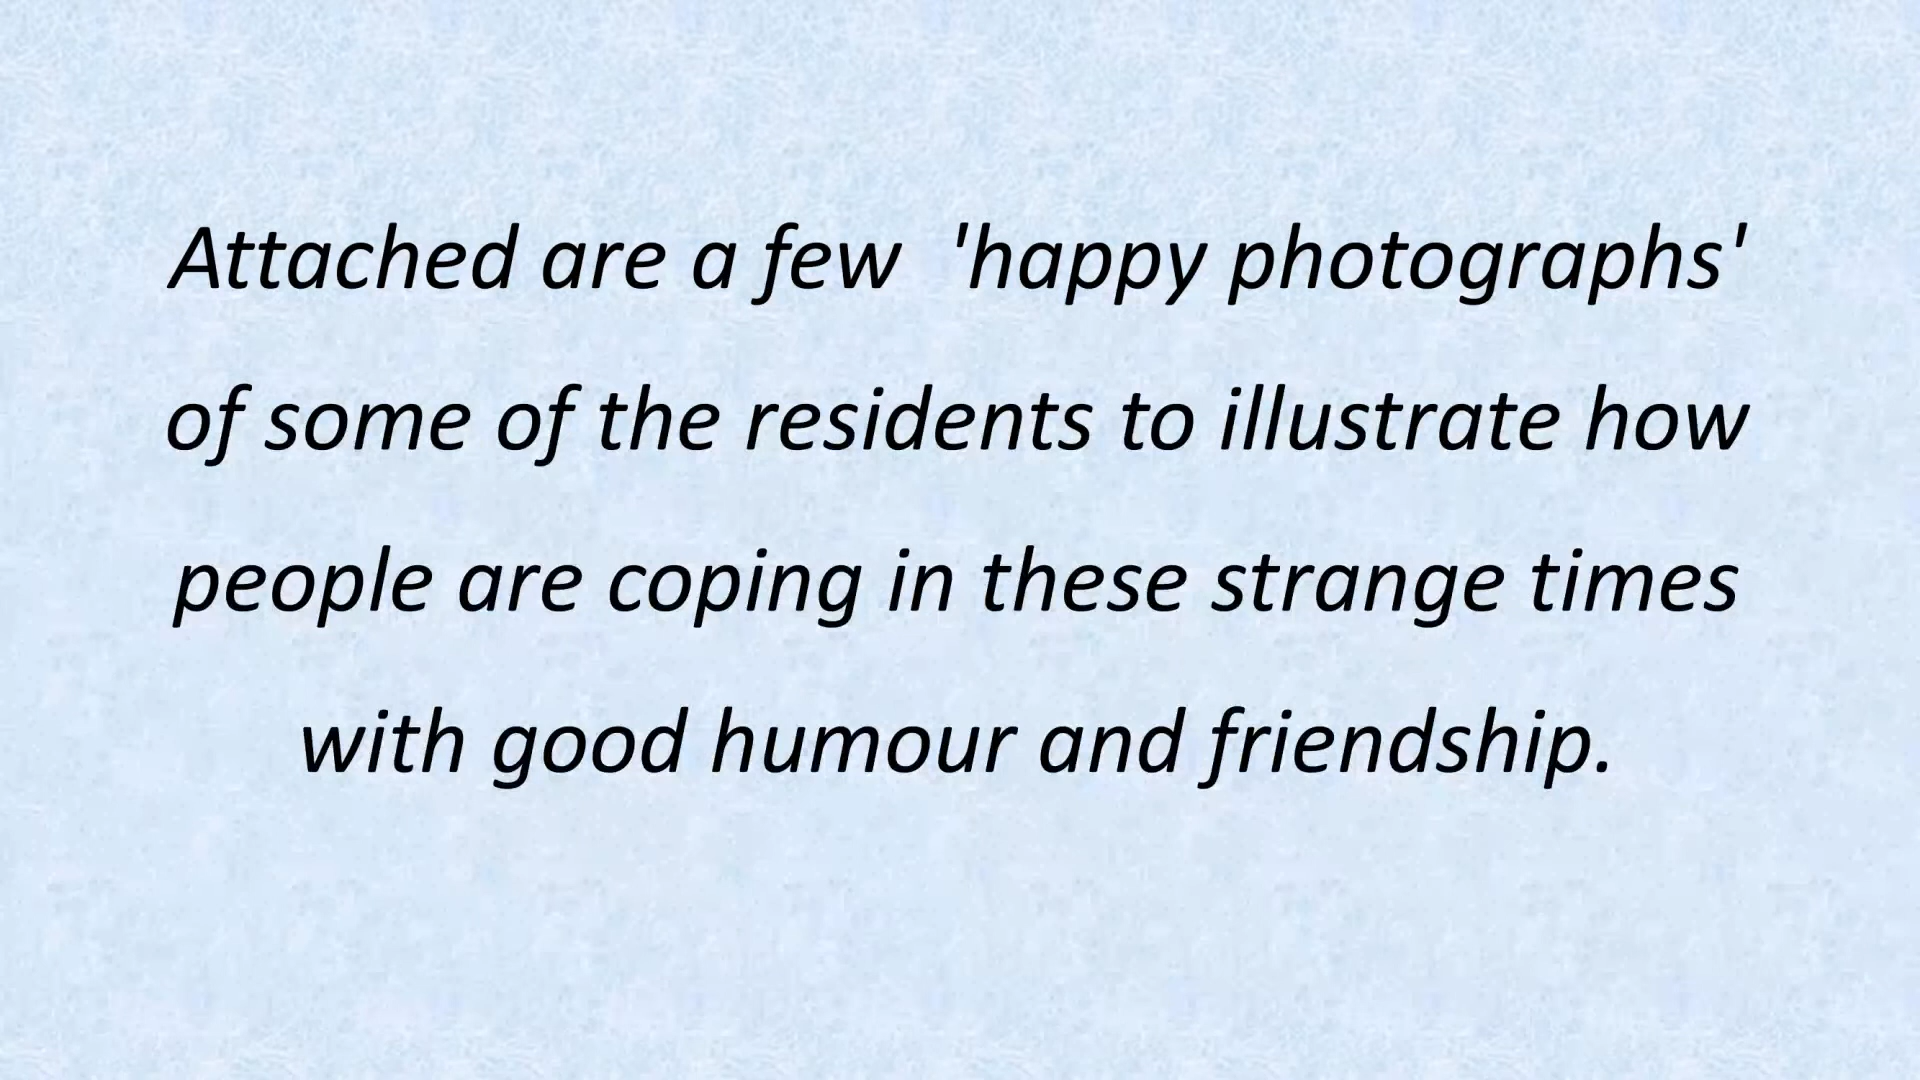 Attached are a few  'happy photographs'
of some of the residents to illustrate how
people are coping in these strange times
with good humour and friendship.